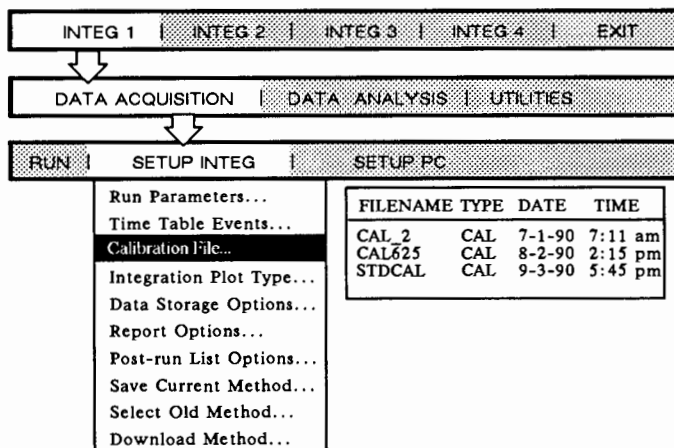 INTEG 1 INTEG 2 INTEG 3 INTEG 4 EXIT
DATA ACQUISITION DATA ANALYSIS UTILITIES
RUN SETUP INTEG SETUP PC
Run Parameters...
Time Table Events...
Calibration File...
Integration Plot Type...
Data Storage Options...
Report Options...
Post-run List Options...
Save Current Method...
Select Old Method...
Download Method...
FILENAME TYPE DATE TIME
CAL_2 CAL 7-1-90 7:11 am
CAL625 CAL 8-2-90 2:15 pm
STDCAL CAL 9-3-90 5:45 pm